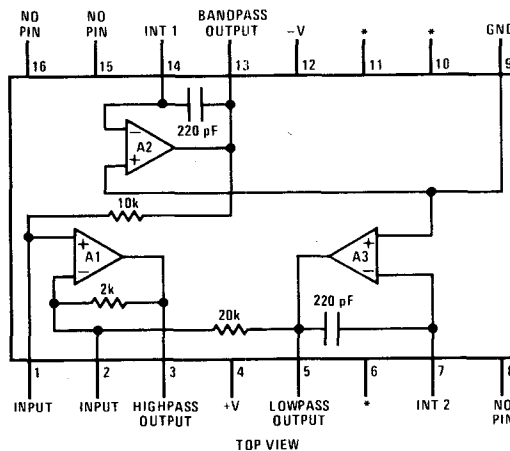 NO PIN
NO PIN
INT 1
BANDPASS OUTPUT
−V
*
*
GND
16
15
14
13
12
11
10
9
220 pF
−
A2
+
10k
+
A1
−
+
A3
−
2k
20k
220 pF
1
2
3
4
5
6
7
8
INPUT
INPUT
HIGHPASS OUTPUT
+V
LOWPASS OUTPUT
*
INT 2
NO PIN
TOP VIEW